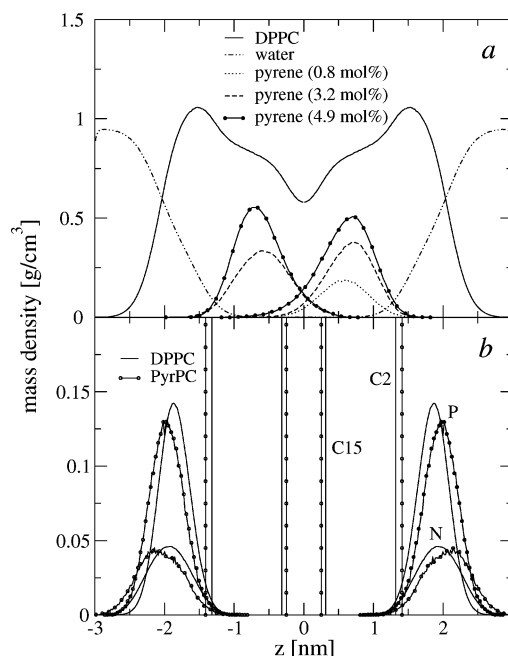 1.5
DPPC
water
pyrene (0.8 mol%)
pyrene (3.2 mol%)
pyrene (4.9 mol%)
a
1
0.5
0
mass density [g/cm³]
DPPC
PyrPC
b
C2
0.15
P
C15
0.1
N
0.05
0
-3 -2 -1 0 1 2 3
z [nm]